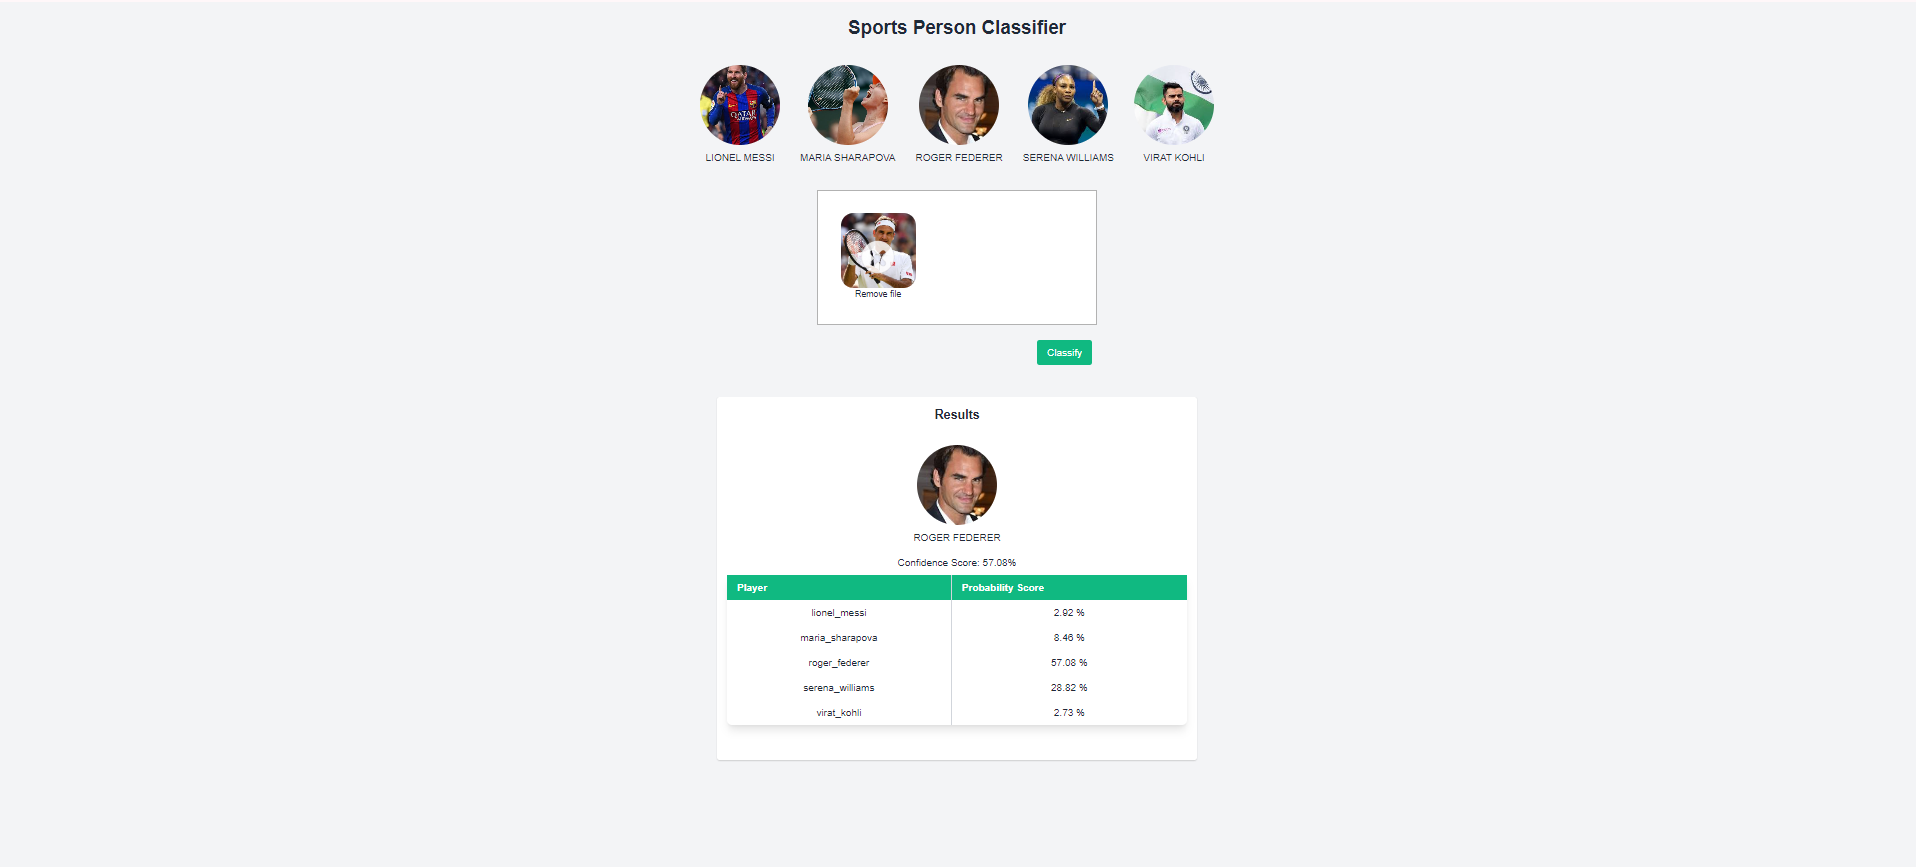 Sports Person Classifier
LIONEL MESSI MARIA SHARAPOVA ROGER FEDERER SERENA WILLIAMS VIRAT KOHLI
QATAR
Remove file
Classify
Results
ROGER FEDERER
Confidence Score: 57.08%
Player Probability Score
lionel_messi 2.92 %
maria_sharapova 8.46 %
roger_federer 57.08 %
serena_williams 28.82 %
virat_kohli 2.73 %